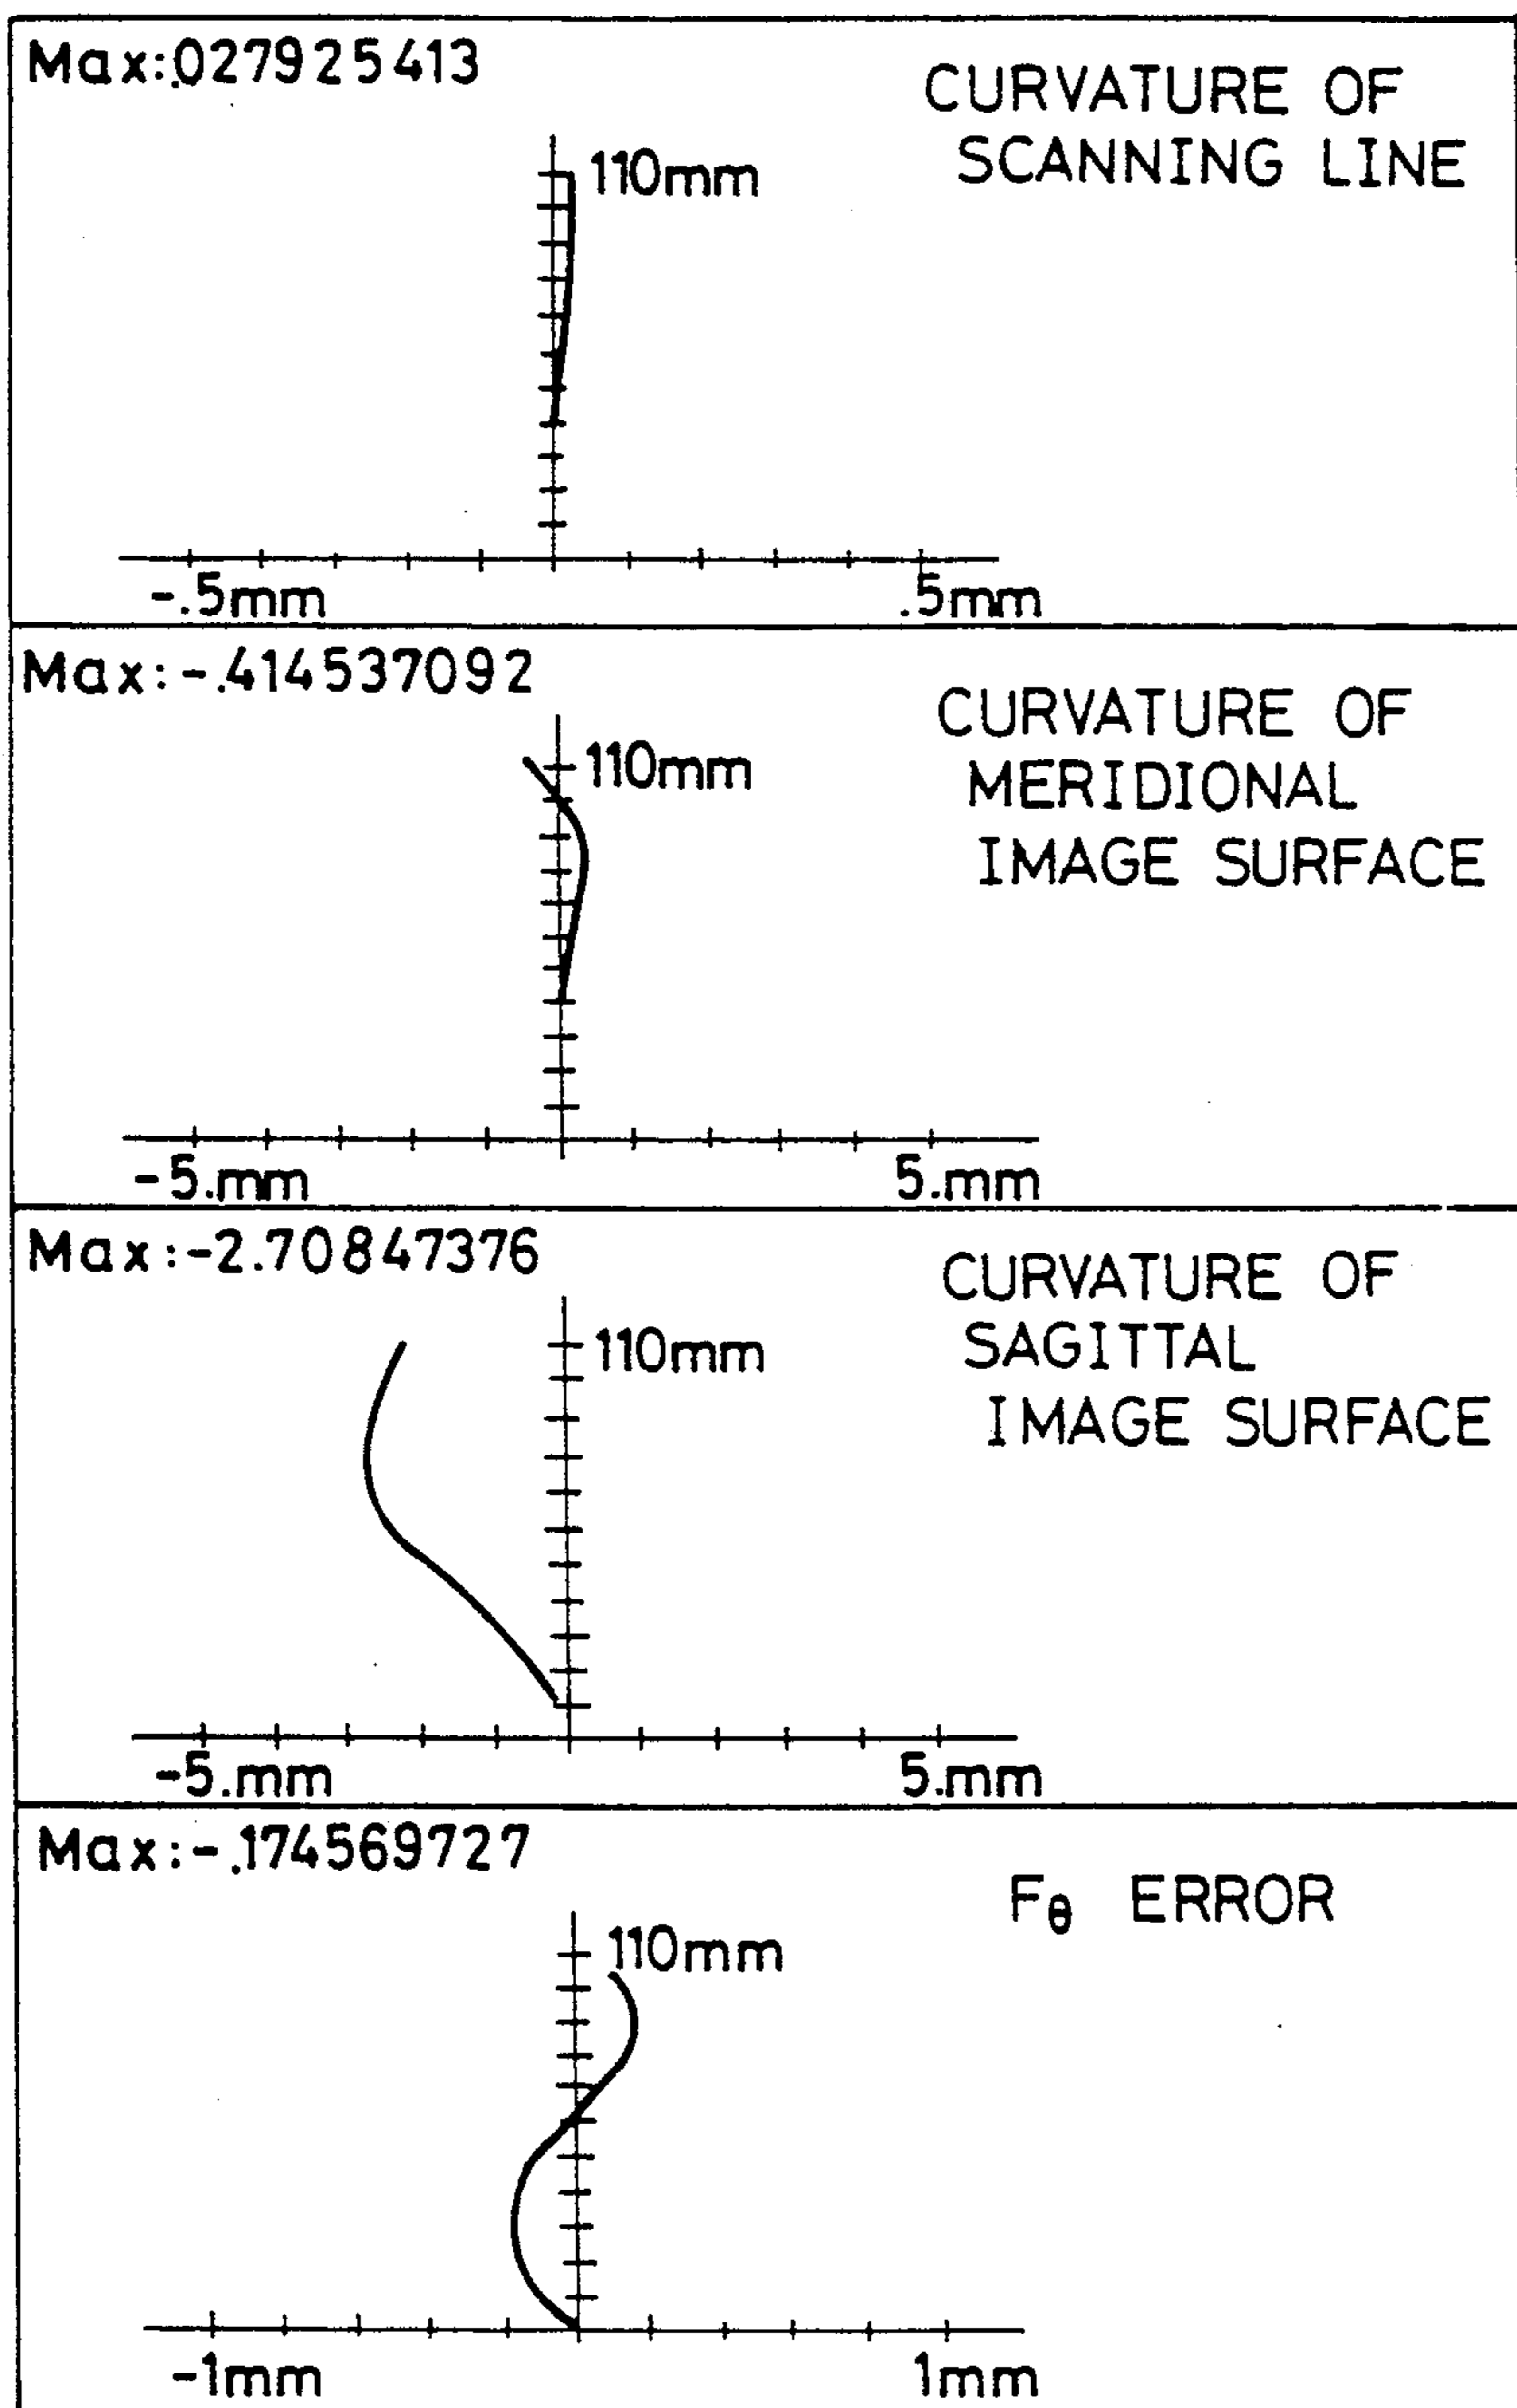 Max:.027925413
CURVATURE OF
SCANNING LINE
110mm
-.5mm
.5mm
Max:-.414537092
CURVATURE OF
MERIDIONAL
IMAGE SURFACE
110mm
-5.mm
5.mm
Max:-2.70847376
CURVATURE OF
SAGITTAL
IMAGE SURFACE
110mm
-5.mm
5.mm
Max:-.174569727
Fθ ERROR
110mm
-1mm
1mm